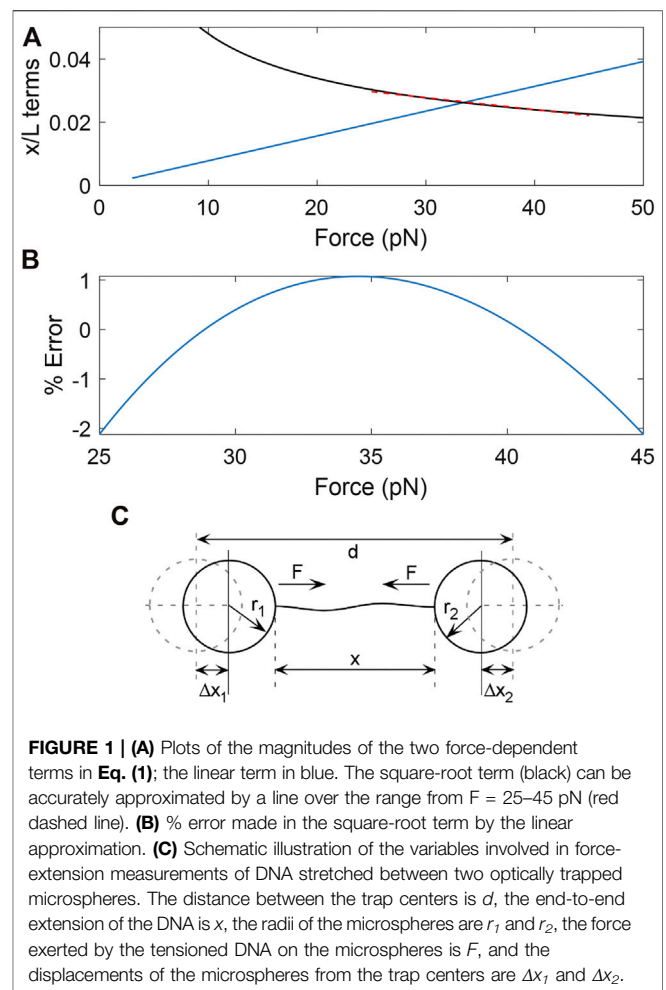 A
x/L terms
0.04
0.02
0
0 10 20 30 40 50
Force (pN)
B
% Error
1
0
-1
-2
25 30 35 40 45
Force (pN)
C
d
F F
r1 r2
x
Δx1 Δx2
FIGURE 1 | (A) Plots of the magnitudes of the two force-dependent
terms in Eq. (1); the linear term in blue. The square-root term (black) can be
accurately approximated by a line over the range from F = 25–45 pN (red
dashed line). (B) % error made in the square-root term by the linear
approximation. (C) Schematic illustration of the variables involved in force-
extension measurements of DNA stretched between two optically trapped
microspheres. The distance between the trap centers is d, the end-to-end
extension of the DNA is x, the radii of the microspheres are r1 and r2, the force
exerted by the tensioned DNA on the microspheres is F, and the
displacements of the microspheres from the trap centers are Δx1 and Δx2.